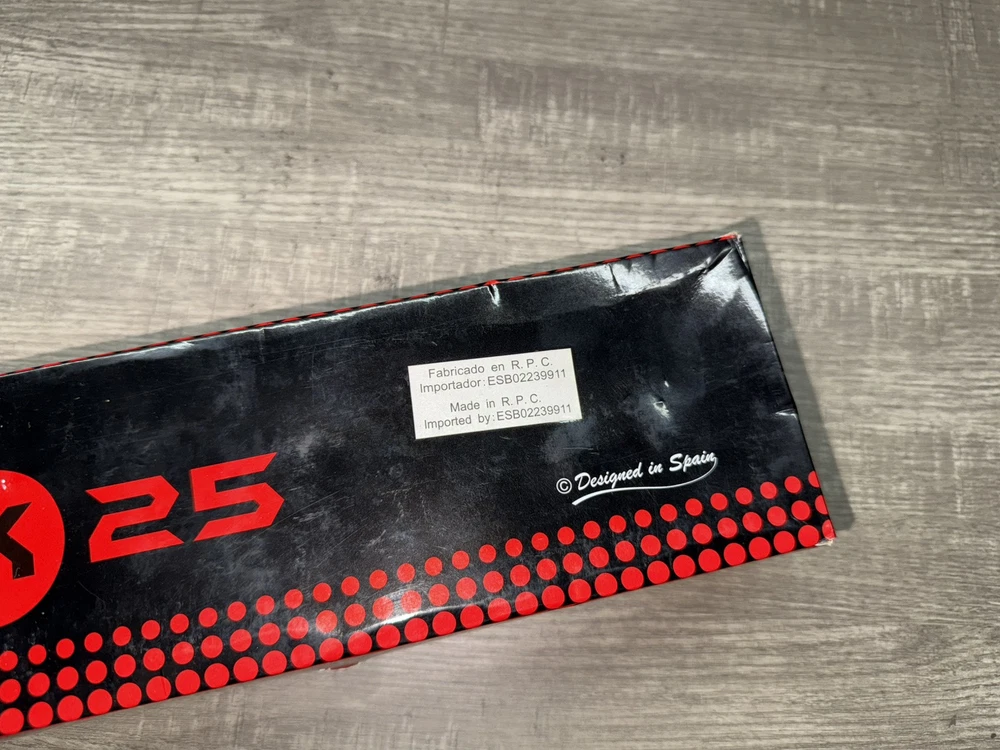 Fabricado en R. P. C.
Importador: ESB02239911
Made in R. P. C.
Imported by: ESB02239911
K 25
© Designed in Spain